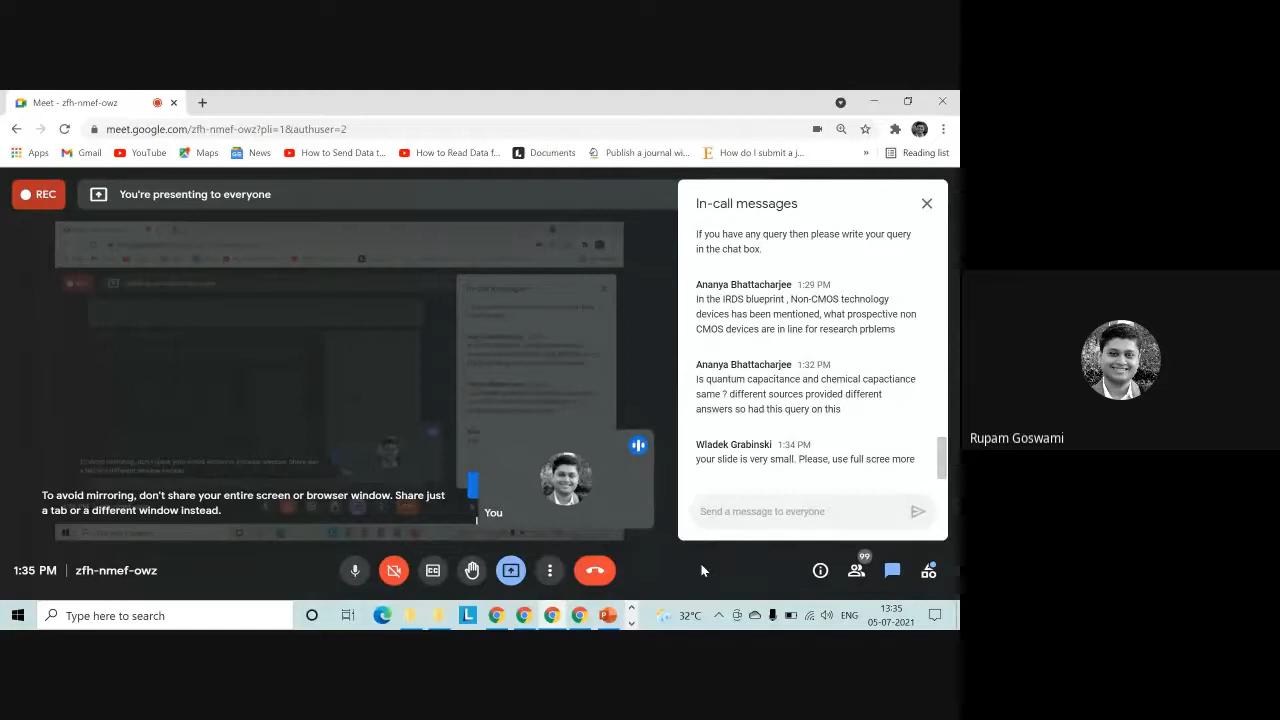 Meet - zfh-nmef-owz
meet.google.com/zfh-nmef-owz?pli=1&authuser=2
Apps
Gmail
YouTube
Maps
News
How to Send Data t...
How to Read Data f...
Documents
Publish a journal wi...
How do I submit a j...
»
Reading list
REC
You're presenting to everyone
In-call messages
If you have any query then please write your query
in the chat box.
Ananya Bhattacharjee 1:29 PM
In the IRDS blueprint , Non-CMOS technology
devices has been mentioned, what prospective non
CMOS devices are in line for research prblems
Ananya Bhattacharjee 1:32 PM
Is quantum capacitance and chemical capactiance
same ? different sources provided different
answers so had this query on this
Wladek Grabinski 1:34 PM
your slide is very small. Please, use full scree more
Send a message to everyone
To avoid mirroring, don't share your entire screen or browser window. Share just
a tab or a different window instead.
You
Rupam Goswami
1:35 PM | zfh-nmef-owz
99
Type here to search
32°C
ENG
13:35
05-07-2021